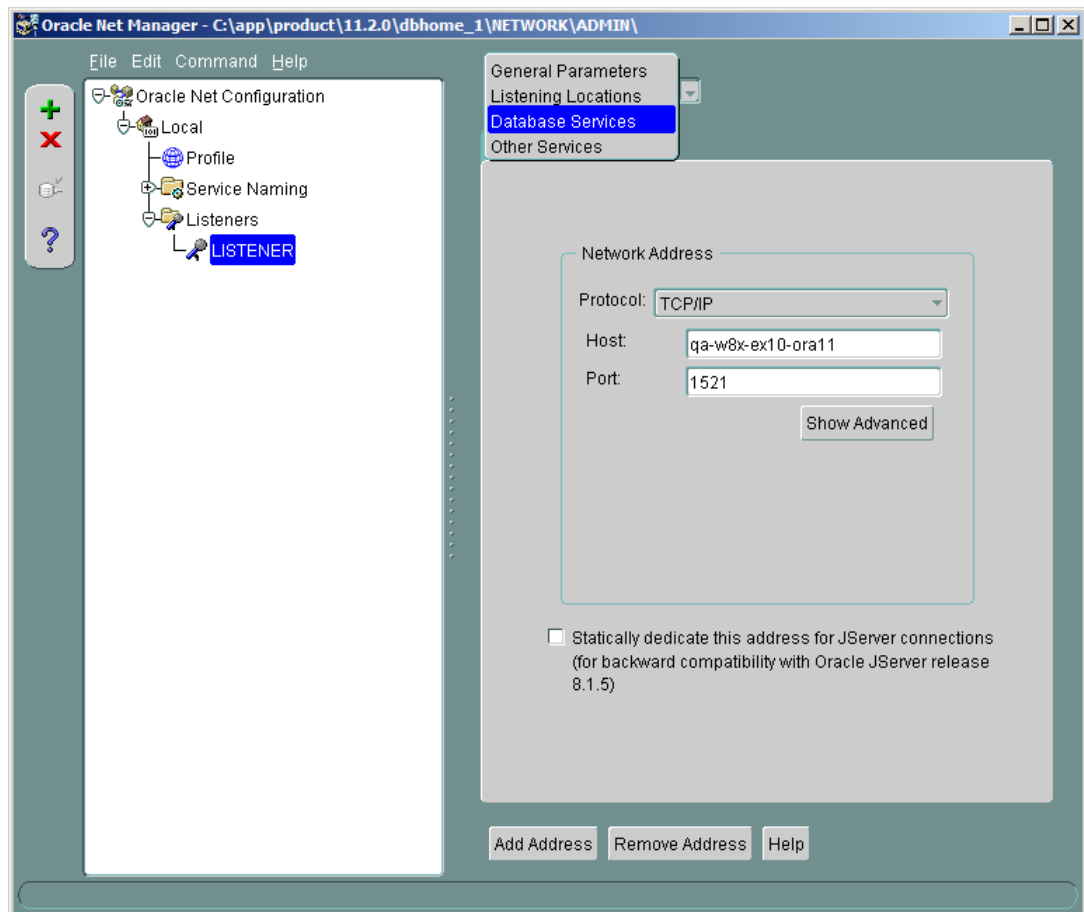 Oracle Net Manager - C:\app\product\11.2.0\dbhome_1\NETWORK\ADMIN\
File Edit Command Help
Oracle Net Configuration
Local
Profile
Service Naming
Listeners
LISTENER
General Parameters
Listening Locations
Database Services
Other Services
Network Address
Protocol: TCP/IP
Host: qa-w8x-ex10-ora11
Port: 1521
Show Advanced
Statically dedicate this address for JServer connections
(for backward compatibility with Oracle JServer release
8.1.5)
Add Address Remove Address Help